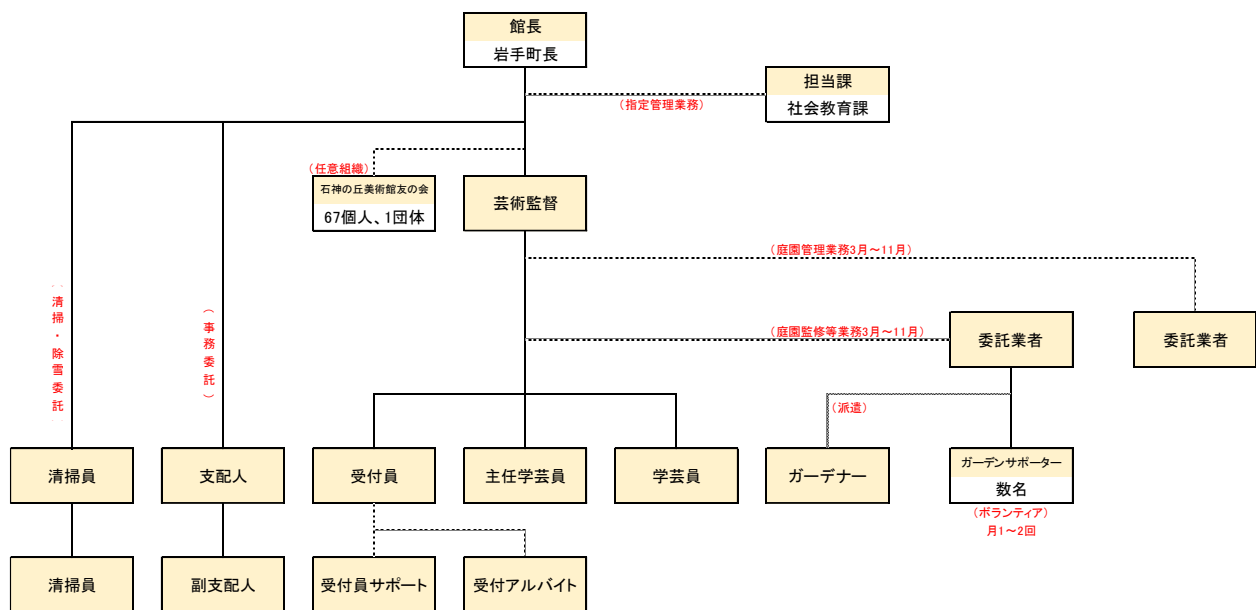 館長
岩手町長
担当課
社会教育課
（指定管理業務）
（任意組織）
石神の丘美術館友の会
67個人、1団体
芸術監督
（庭園管理業務3月～11月）
（清掃・除雪委託）
（事務委託）
（庭園監修等業務3月～11月）
委託業者
委託業者
（派遣）
清掃員
支配人
受付員
主任学芸員
学芸員
ガーデナー
ガーデンサポーター
数名
（ボランティア）
月1～2回
清掃員
副支配人
受付員サポート
受付アルバイト